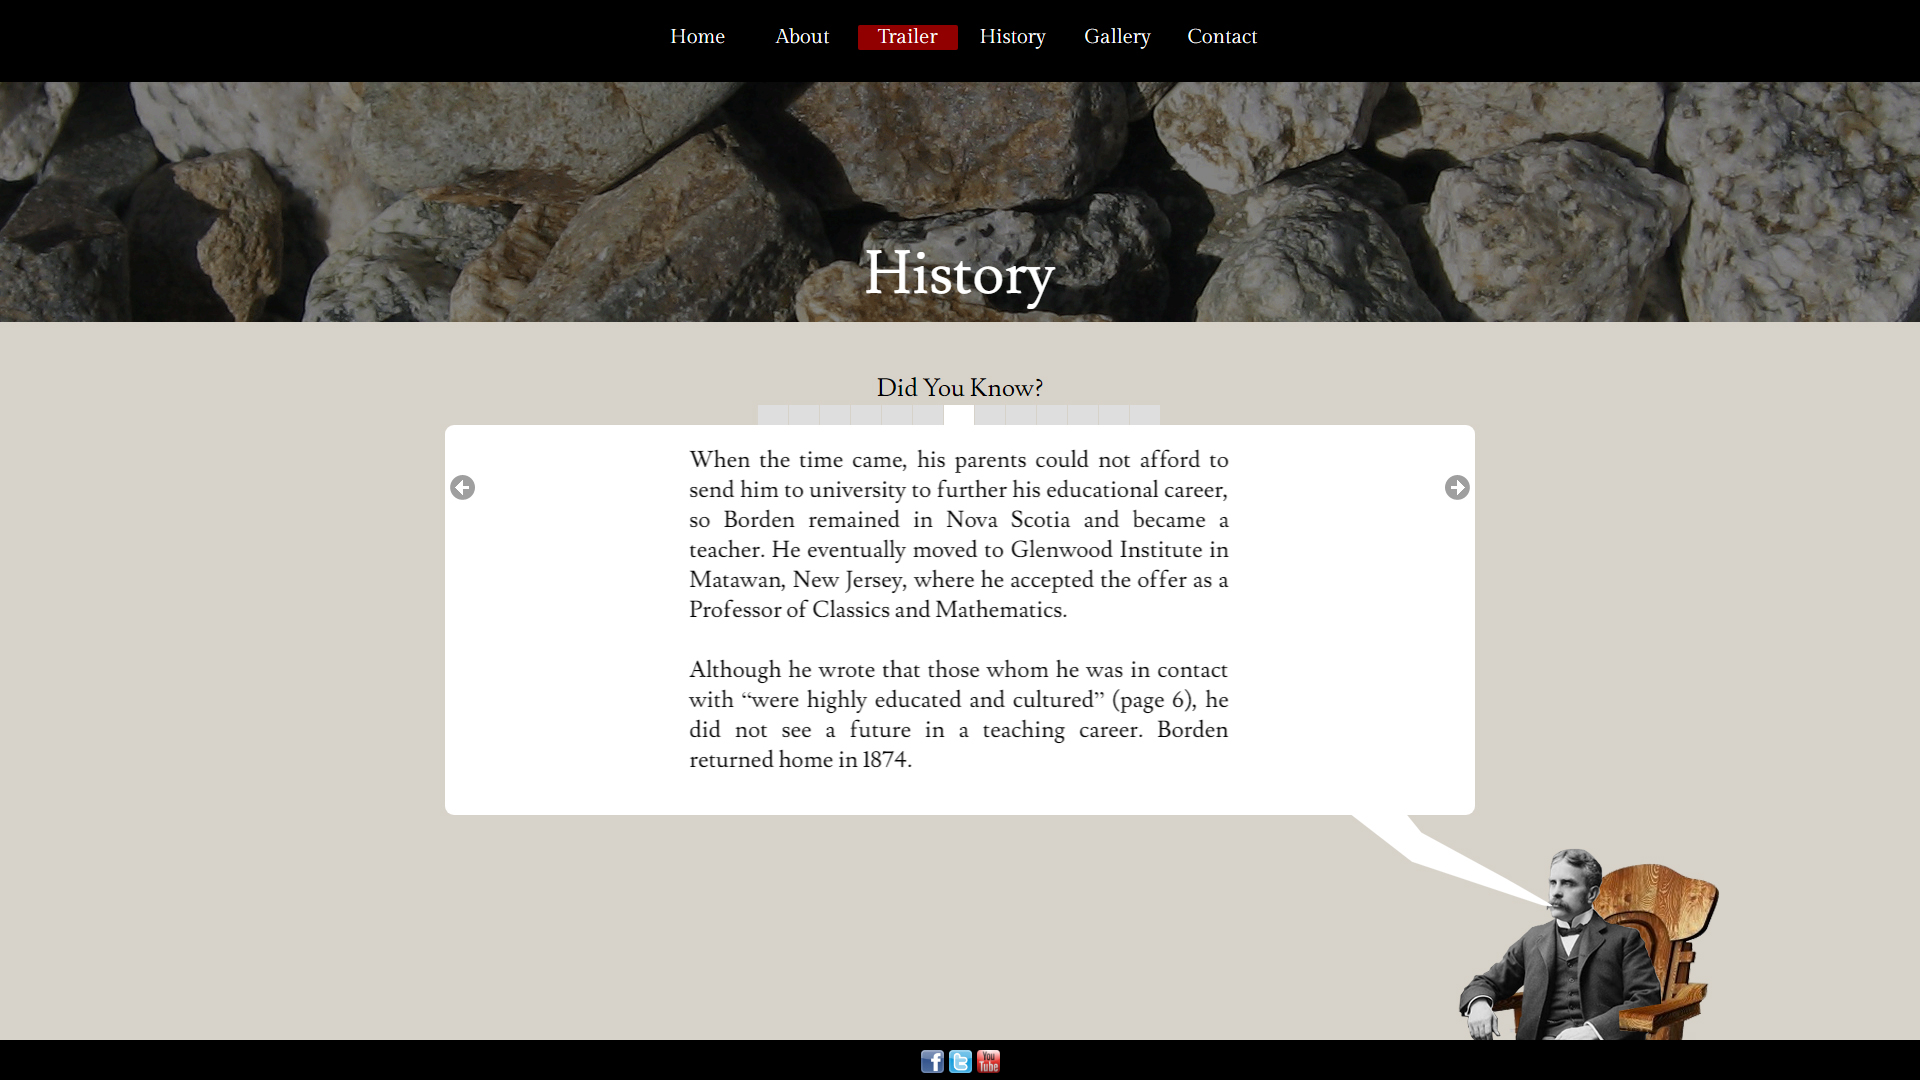 Home About Trailer History Gallery Contact
History
Did You Know?
When the time came, his parents could not afford to
send him to university to further his educational career,
so Borden remained in Nova Scotia and became a
teacher. He eventually moved to Glenwood Institute in
Matawan, New Jersey, where he accepted the offer as a
Professor of Classics and Mathematics.
Although he wrote that those whom he was in contact
with “were highly educated and cultured” (page 6), he
did not see a future in a teaching career. Borden
returned home in 1874.
You
Tube